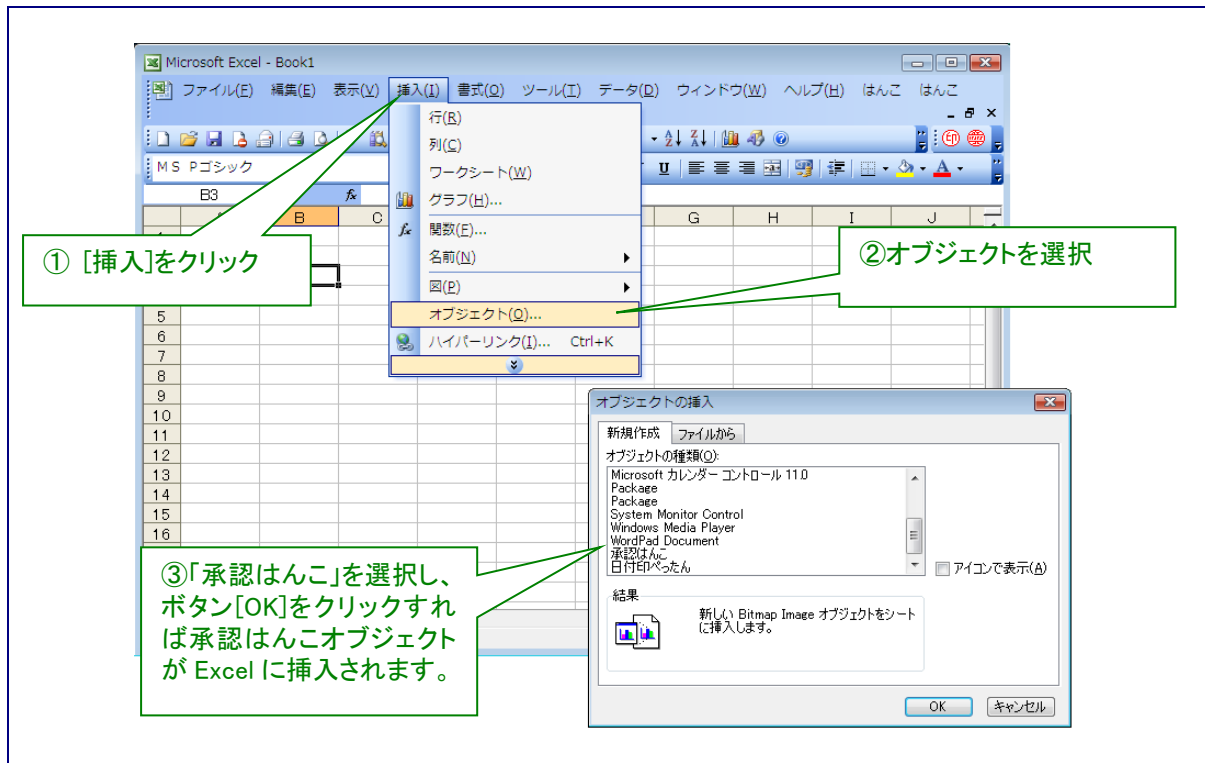 Microsoft Excel - Book1
ファイル(F) 編集(E) 表示(V) 挿入(I) 書式(O) ツール(T) データ(D) ウィンドウ(W) ヘルプ(H) はんこ はんこ
MS Pゴシック
B3
fx
B C G H I J
行(R)
列(C)
ワークシート(W)
グラフ(H)...
fx 関数(F)...
名前(N)
図(P)
オブジェクト(O)...
ハイパーリンク(I)... Ctrl+K
① [挿入]をクリック
②オブジェクトを選択
5
6
7
8
9
10
11
12
13
14
15
16
オブジェクトの挿入
新規作成 ファイルから
オブジェクトの種類(O):
Microsoft カレンダー コントロール 11.0
Package
Package
System Monitor Control
Windows Media Player
WordPad Document
承認はんこ
日付印ぺったん
アイコンで表示(A)
結果
新しい Bitmap Image オブジェクトをシート
に挿入します。
OK キャンセル
③「承認はんこ」を選択し、
ボタン[OK]をクリックすれ
ば承認はんこオブジェクト
が Excel に挿入されます。